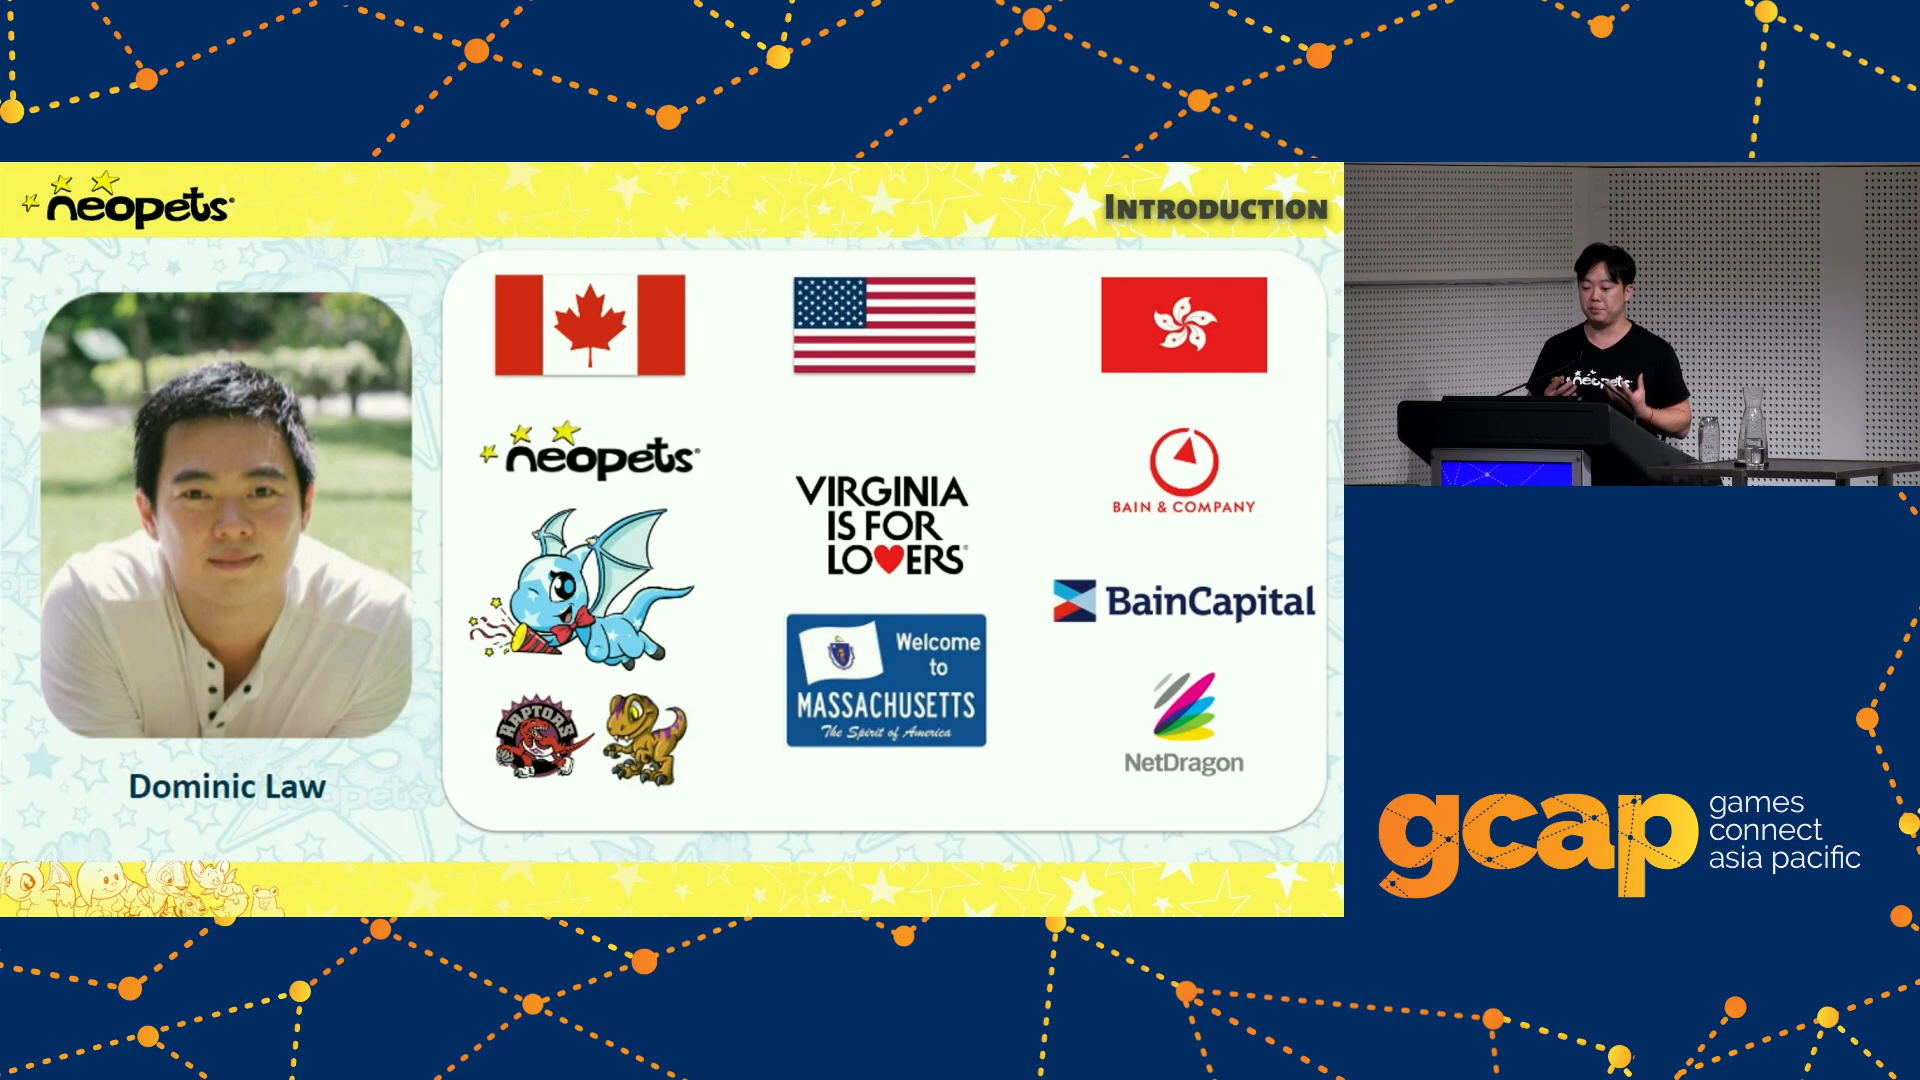 neopets
INTRODUCTION
neopets
RAPTORS
Dominic Law
VIRGINIA
IS FOR
LOVERS
Welcome
to
MASSACHUSETTS
The Spirit of America
BAIN & COMPANY
BainCapital
NetDragon
neopets
gcap
games
connect
asia pacific